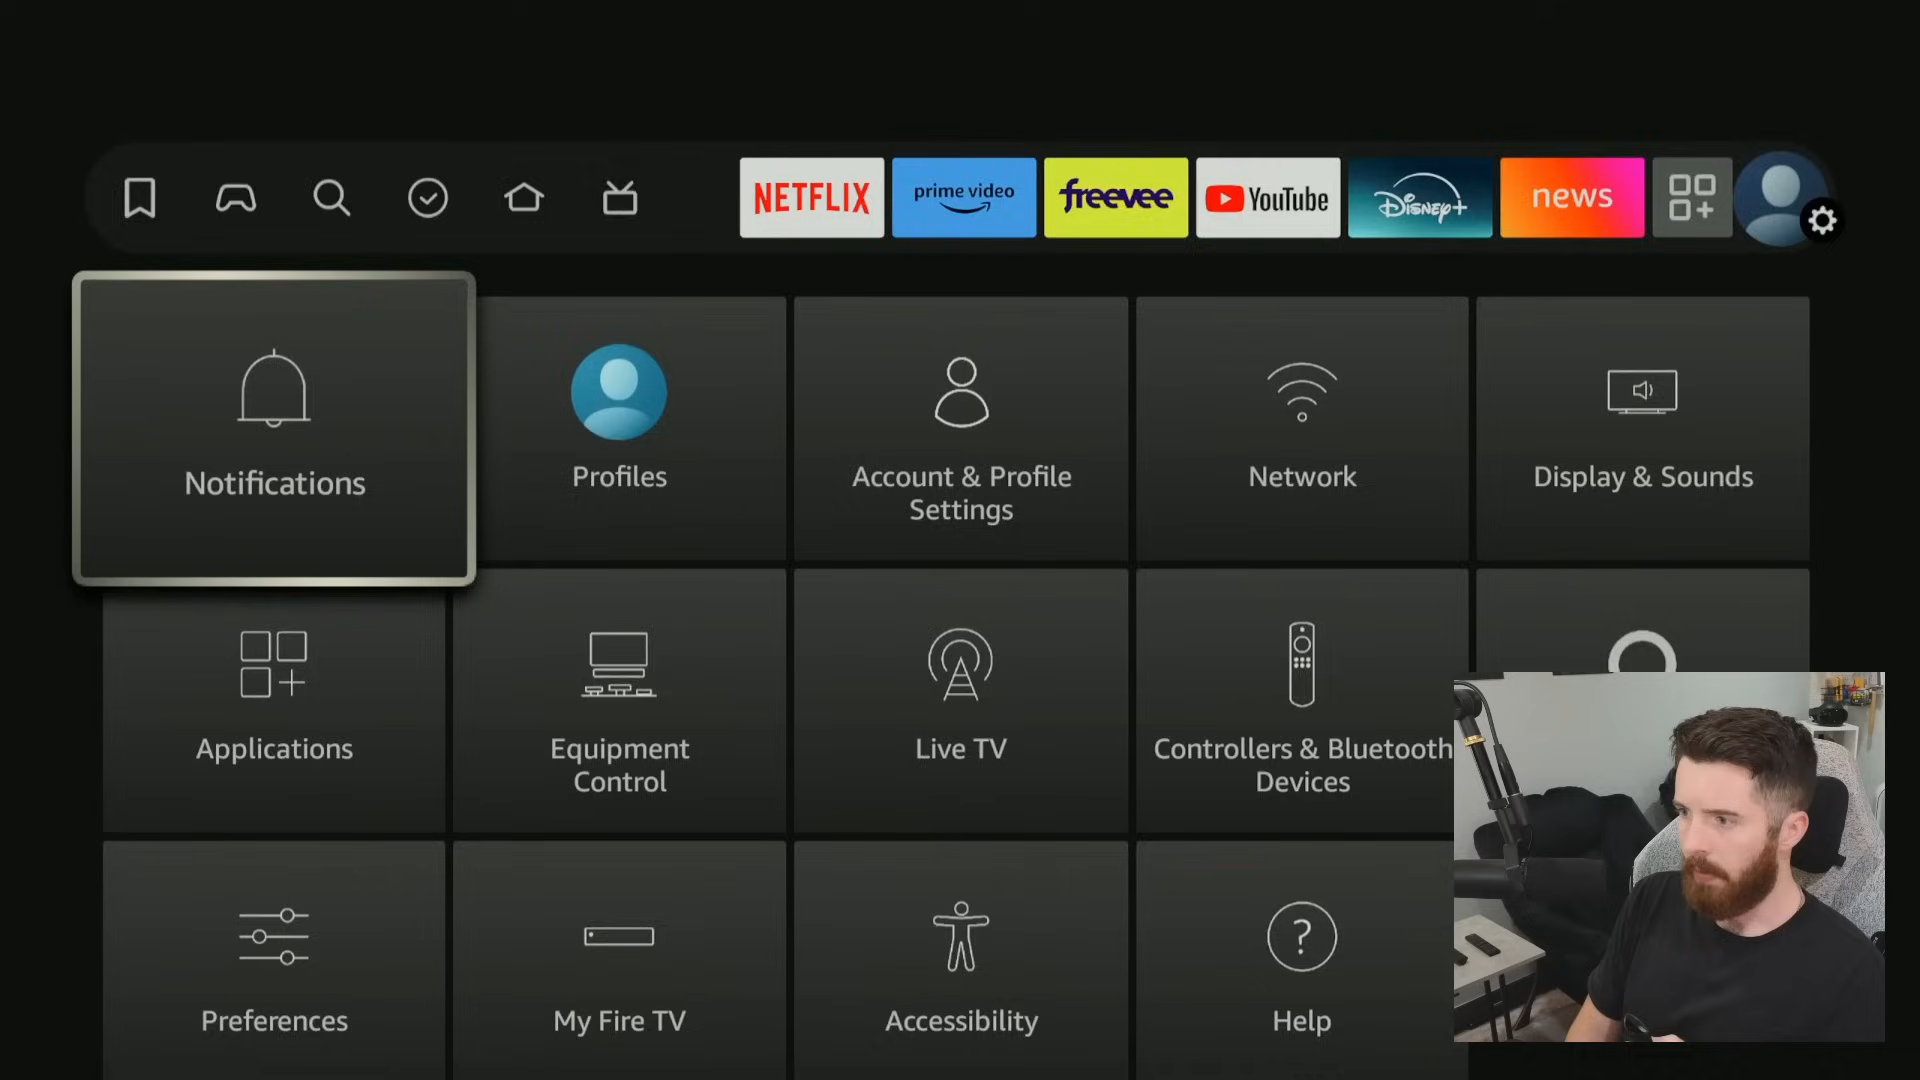 NETFLIX
prime video
freevee
YouTube
Disney+
news
Notifications
Profiles
Account & Profile
Settings
Network
Display & Sounds
Applications
Equipment
Control
Live TV
Controllers & Bluetooth
Devices
Preferences
My Fire TV
Accessibility
?
Help